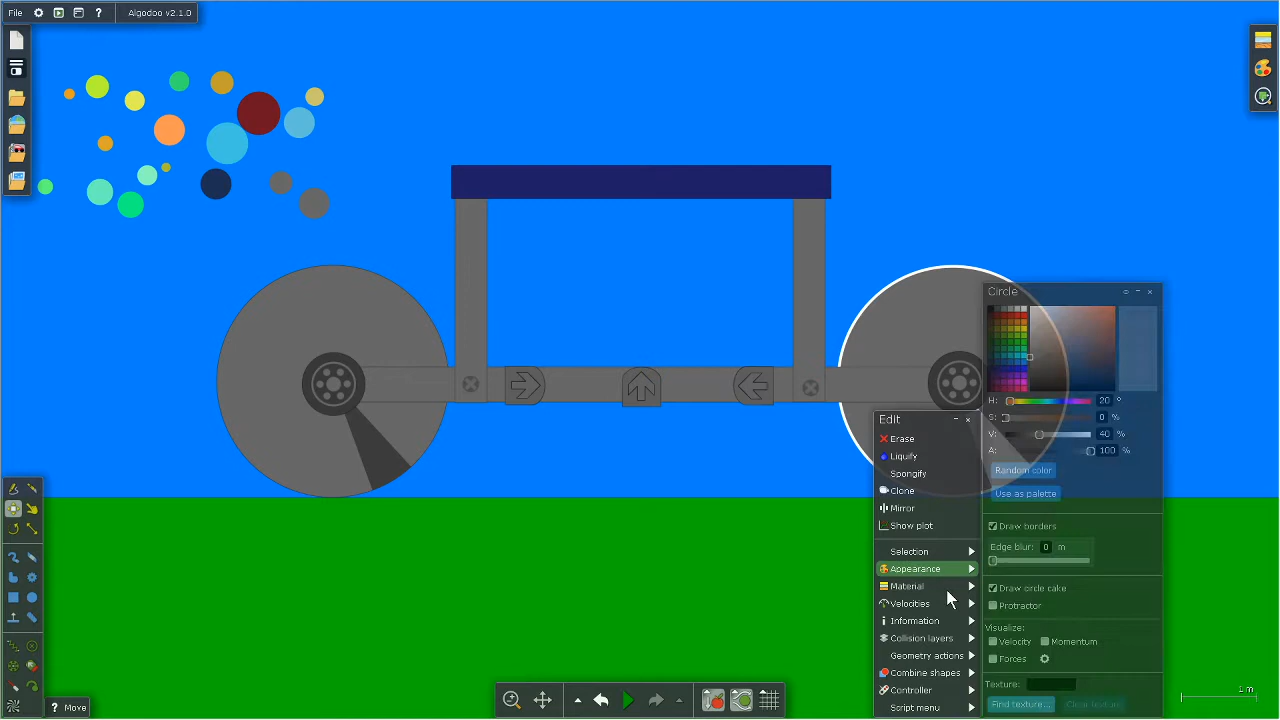 File
?
Algodoo v2.1.0
Circle
H:
20
°
S:
0
%
V:
40
%
A:
100
%
Random color
Use as palette
Draw borders
Edge blur:
0
m
Draw circle cake
Protractor
Visualize:
Velocity
Momentum
Forces
Texture:
Find texture...
Clear texture
Edit
Erase
Liquify
Spongify
Clone
Mirror
Show plot
Selection
Appearance
Material
Velocities
Information
Collision layers
Geometry actions
Combine shapes
Controller
Script menu
? Move
1 m